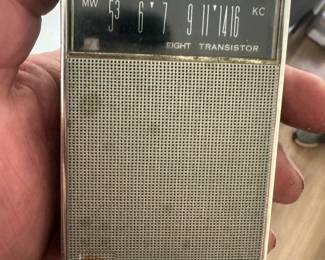 MW 53 6 7 9 11 14 16 KC
EIGHT TRANSISTOR